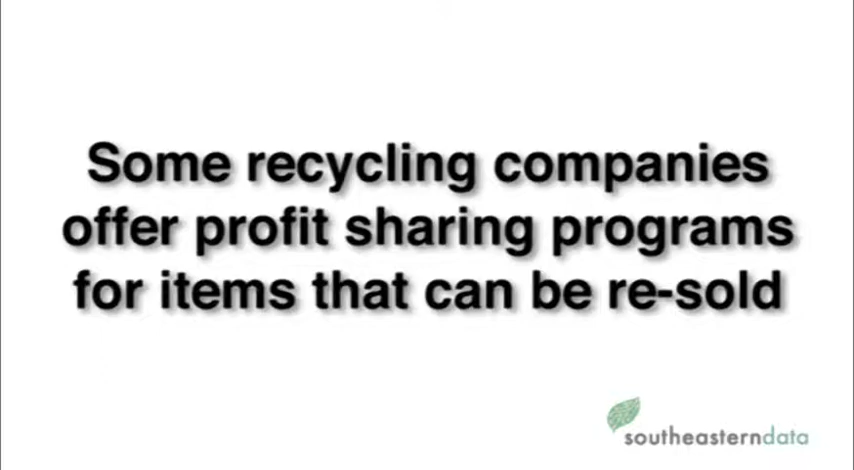 Some recycling companies
offer profit sharing programs
for items that can be re-sold
southeasterndata